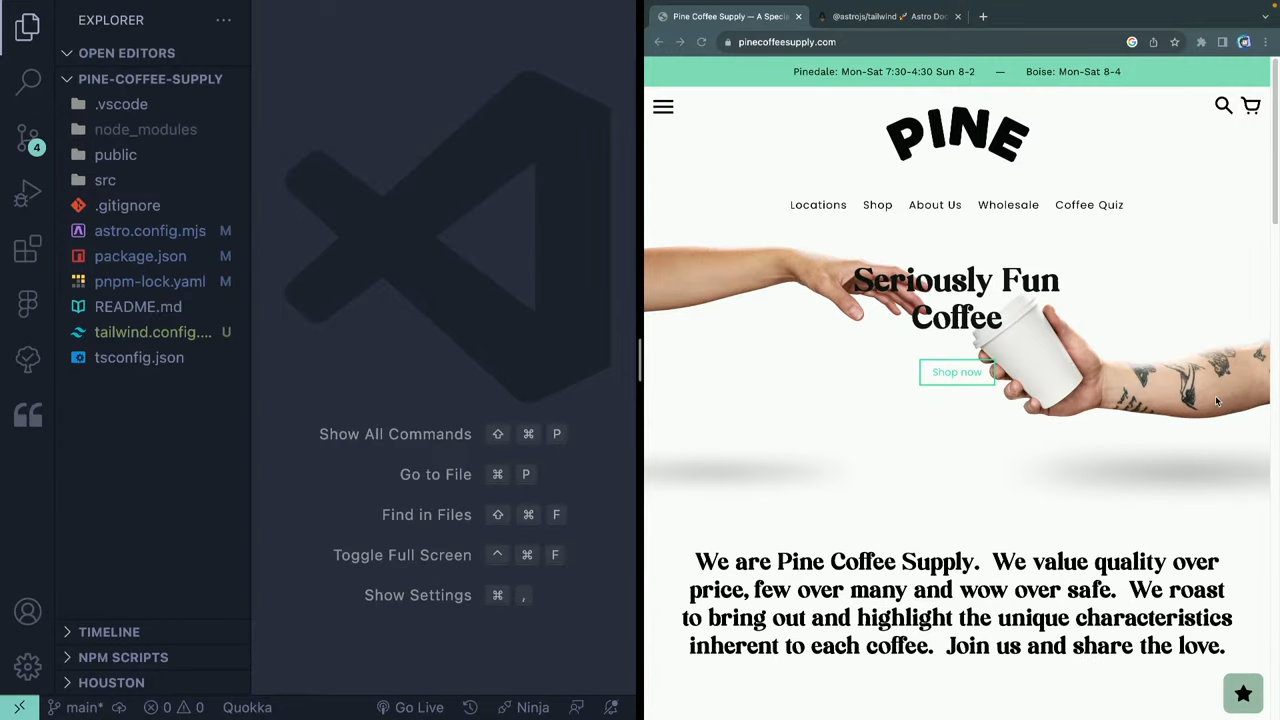 EXPLORER
OPEN EDITORS
PINE-COFFEE-SUPPLY
.vscode
node_modules
public
src
.gitignore
astro.config.mjs M
package.json M
pnpm-lock.yaml M
README.md
tailwind.config.... U
tsconfig.json
TIMELINE
NPM SCRIPTS
HOUSTON
4
Show All Commands ⇧ ⌘ P
Go to File ⌘ P
Find in Files ⇧ ⌘ F
Toggle Full Screen ^ ⌘ F
Show Settings ⌘ ,
main* 0 0 Quokka Go Live Ninja
Pine Coffee Supply — A Specia
@astrojs/tailwind 🚀 Astro Doc
pinecoffeesupply.com
Pinedale: Mon-Sat 7:30-4:30 Sun 8-2 — Boise: Mon-Sat 8-4
PINE
Locations Shop About Us Wholesale Coffee Quiz
Seriously Fun
Coffee
Shop now
We are Pine Coffee Supply. We value quality over
price, few over many and wow over safe. We roast
to bring out and highlight the unique characteristics
inherent to each coffee. Join us and share the love.